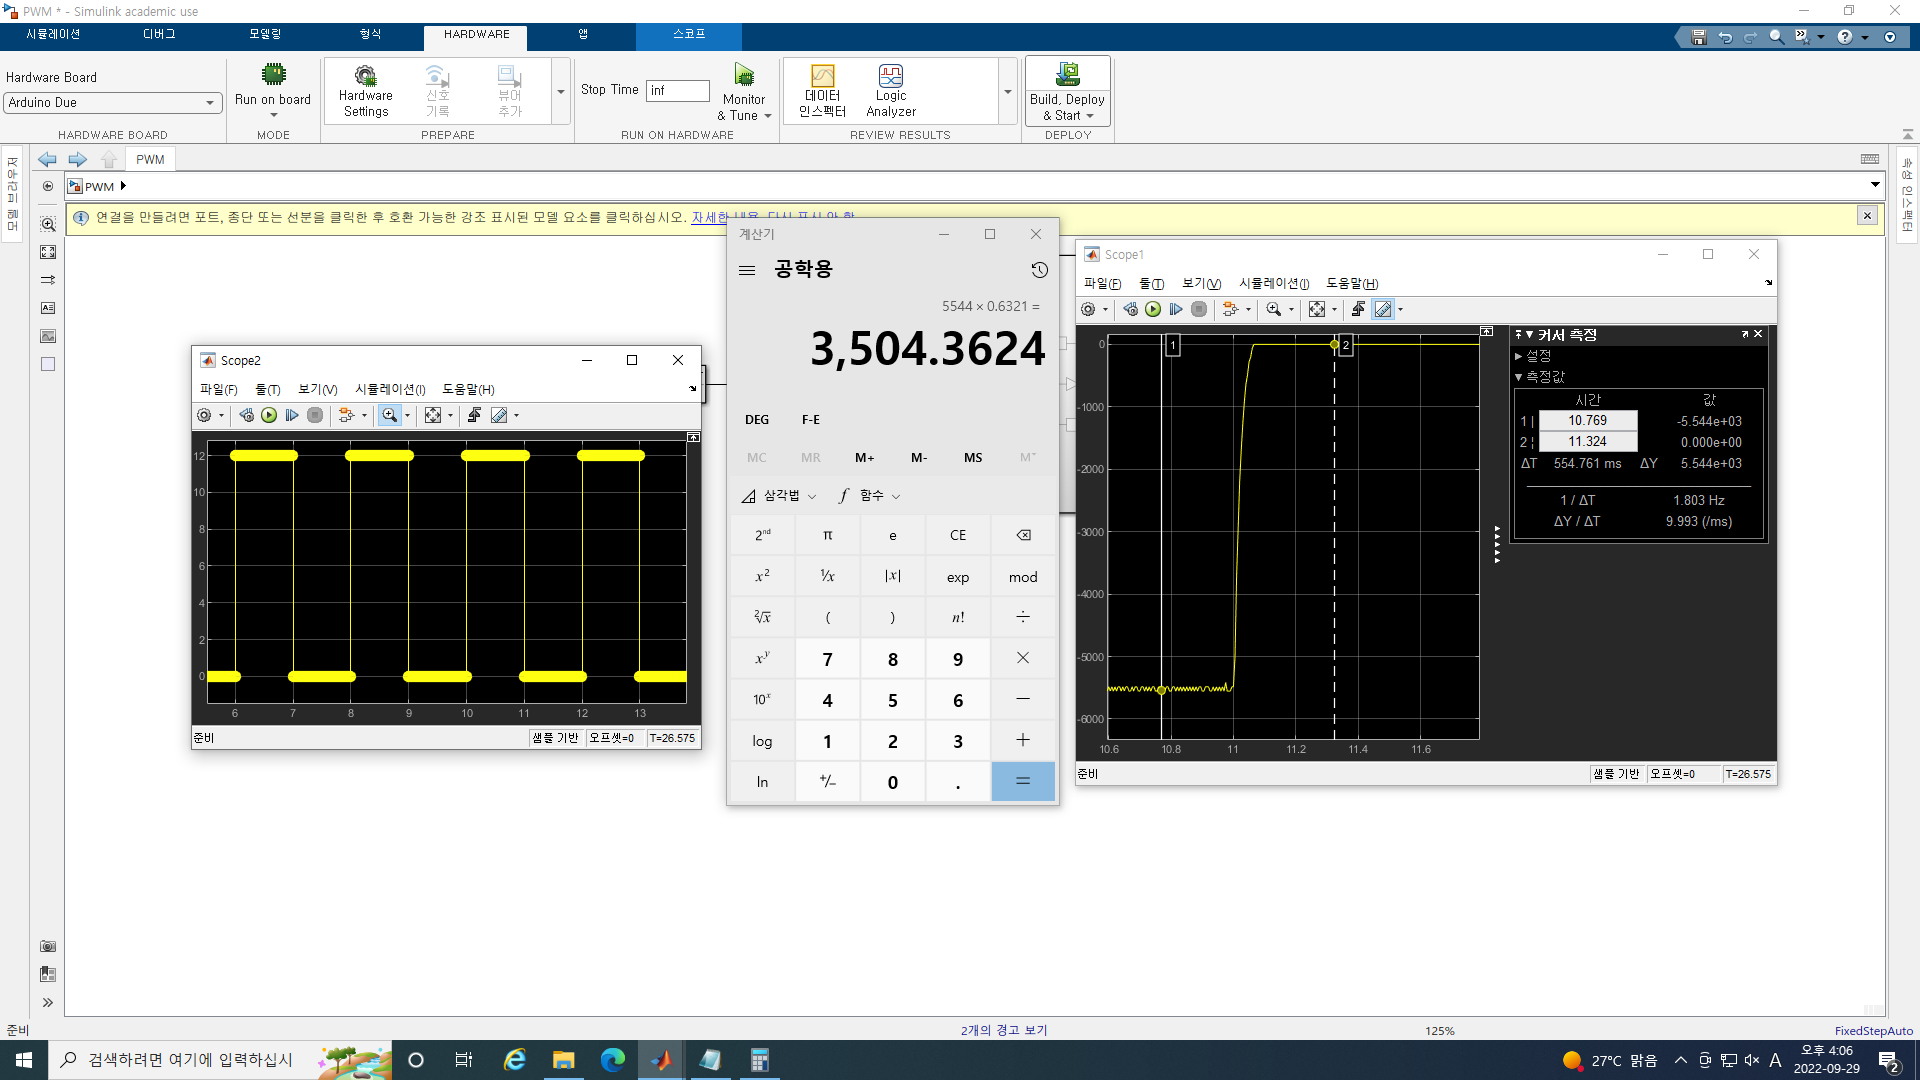 PWM * - Simulink academic use
시뮬레이션 디버그 모델링 형식 HARDWARE 앱 스코프
Hardware Board
Arduino Due
HARDWARE BOARD
Run on board
MODE
Hardware Settings
신호 기록
뷰어 추가
PREPARE
Stop Time inf
Monitor & Tune
RUN ON HARDWARE
데이터 인스펙터
Logic Analyzer
REVIEW RESULTS
Build, Deploy & Start
DEPLOY
모델 브라우저
PWM
PWM
연결을 만들려면 포트, 종단 또는 선분을 클릭한 후 호환 가능한 강조 표시된 모델 요소를 클릭하십시오. 자세한 내용 다시 표시 안 함
속성 인스펙터
Scope2
파일(F) 툴(T) 보기(V) 시뮬레이션(I) 도움말(H)
12
10
8
6
4
2
0
6 7 8 9 10 11 12 13
준비 샘플 기반 오프셋=0 T=26.575
계산기
공학용
5544 × 0.6321 =
3,504.3624
DEG F-E
MC MR M+ M- MS M˅
삼각법 f 함수
2ⁿᵈ π e CE
x² ¹/x |x| exp mod
²√x ( ) n! ÷
xʸ 7 8 9 ×
10ˣ 4 5 6 −
log 1 2 3 +
ln +/− 0 . =
Scope1
파일(F) 툴(T) 보기(V) 시뮬레이션(I) 도움말(H)
1 2
0
-1000
-2000
-3000
-4000
-5000
-6000
10.6 10.8 11 11.2 11.4 11.6
커서 측정
설정
측정값
시간 값
1 | 10.769 -5.544e+03
2 ¦ 11.324 0.000e+00
ΔT 554.761 ms ΔY 5.544e+03
1 / ΔT 1.803 Hz
ΔY / ΔT 9.993 (/ms)
준비 샘플 기반 오프셋=0 T=26.575
준비 2개의 경고 보기 125% FixedStepAuto
검색하려면 여기에 입력하십시
27°C 맑음
A
오후 4:06
2022-09-29
2